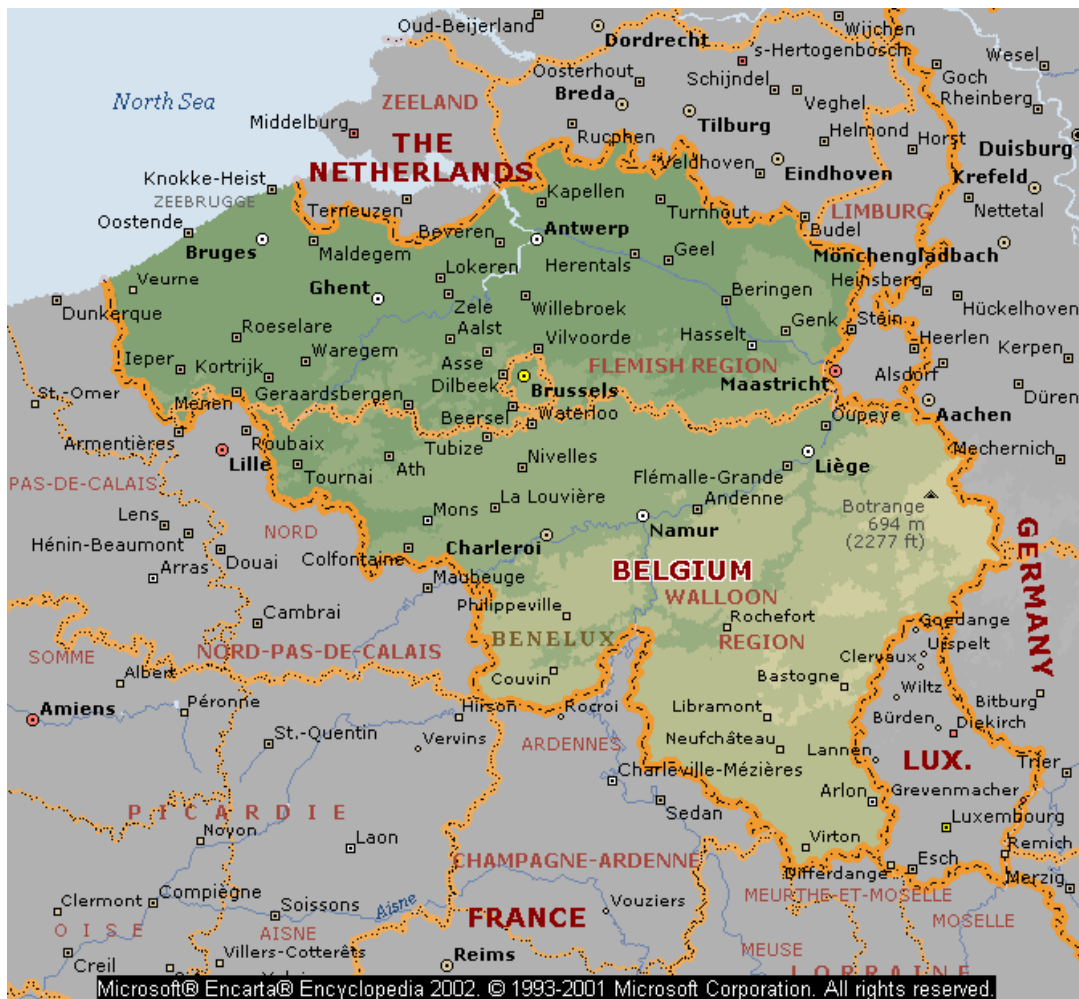 Oud-Beijerland
Dordrecht
Wijchen
's-Hertogenbosch
Wesel
Oosterhout
Schijndel
Goch
North Sea
ZEELAND
Breda
Veghel
Rheinberg
Middelburg
Rucphen
Tilburg
Helmond
Horst
THE
NETHERLANDS
Veldhoven
Eindhoven
Duisburg
Krefeld
Knokke-Heist
ZEEBRUGGE
Terneuzen
Kapellen
Turnhout
LIMBURG
Nettetal
Oostende
Beveren
Antwerp
Budel
Bruges
Maldegem
Herentals
Geel
Mönchengladbach
Veurne
Lokeren
Heinsberg
Ghent
Zele
Willebroek
Beringen
Hückelhoven
Dunkerque
Roeselare
Aalst
Vilvoorde
Hasselt
Genk
Stein
Heerlen
Kerpen
Ieper
Kortrijk
Waregem
Asse
FLEMISH REGION
Alsdorf
Dilbeek
Brussels
Maastricht
Düren
St.-Omer
Menen
Geraardsbergen
Beersel
Waterloo
Oupeye
Aachen
Armentières
Roubaix
Tubize
Mechernich
Lille
Tournai
Ath
Nivelles
Flémalle-Grande
Liège
PAS-DE-CALAIS
La Louvière
Andenne
Botrange
694 m
(2277 ft)
Lens
NORD
Mons
Namur
Hénin-Beaumont
Douai
Colfontaine
Charleroi
GERMANY
Arras
Maubeuge
BELGIUM
Cambrai
Philippeville
WALLOON
REGION
Rochefort
Goedange
BENELUX
Uspelt
SOMME
NORD-PAS-DE-CALAIS
Clervaux
Albert
Couvin
Bastogne
Wiltz
Bitburg
Amiens
Péronne
Hirson
Rocroi
Libramont
Bürden
Diekirch
St.-Quentin
Vervins
ARDENNES
Neufchâteau
Lannen
LUX.
Trier
Charleville-Mézières
Arlon
Grevenmacher
PICARDIE
Sedan
Luxembourg
Noyon
Laon
Virton
Remich
CHAMPAGNE-ARDENNE
Differdange
Esch
Merzig
Clermont
Compiègne
MEURTHE-ET-MOSELLE
Soissons
Aisne
FRANCE
Vouziers
MOSELLE
OISE
AISNE
Creil
Villers-Cotterêts
Reims
MEUSE
LORRAINE
Microsoft® Encarta® Encyclopedia 2002. © 1993-2001 Microsoft Corporation. All rights reserved.